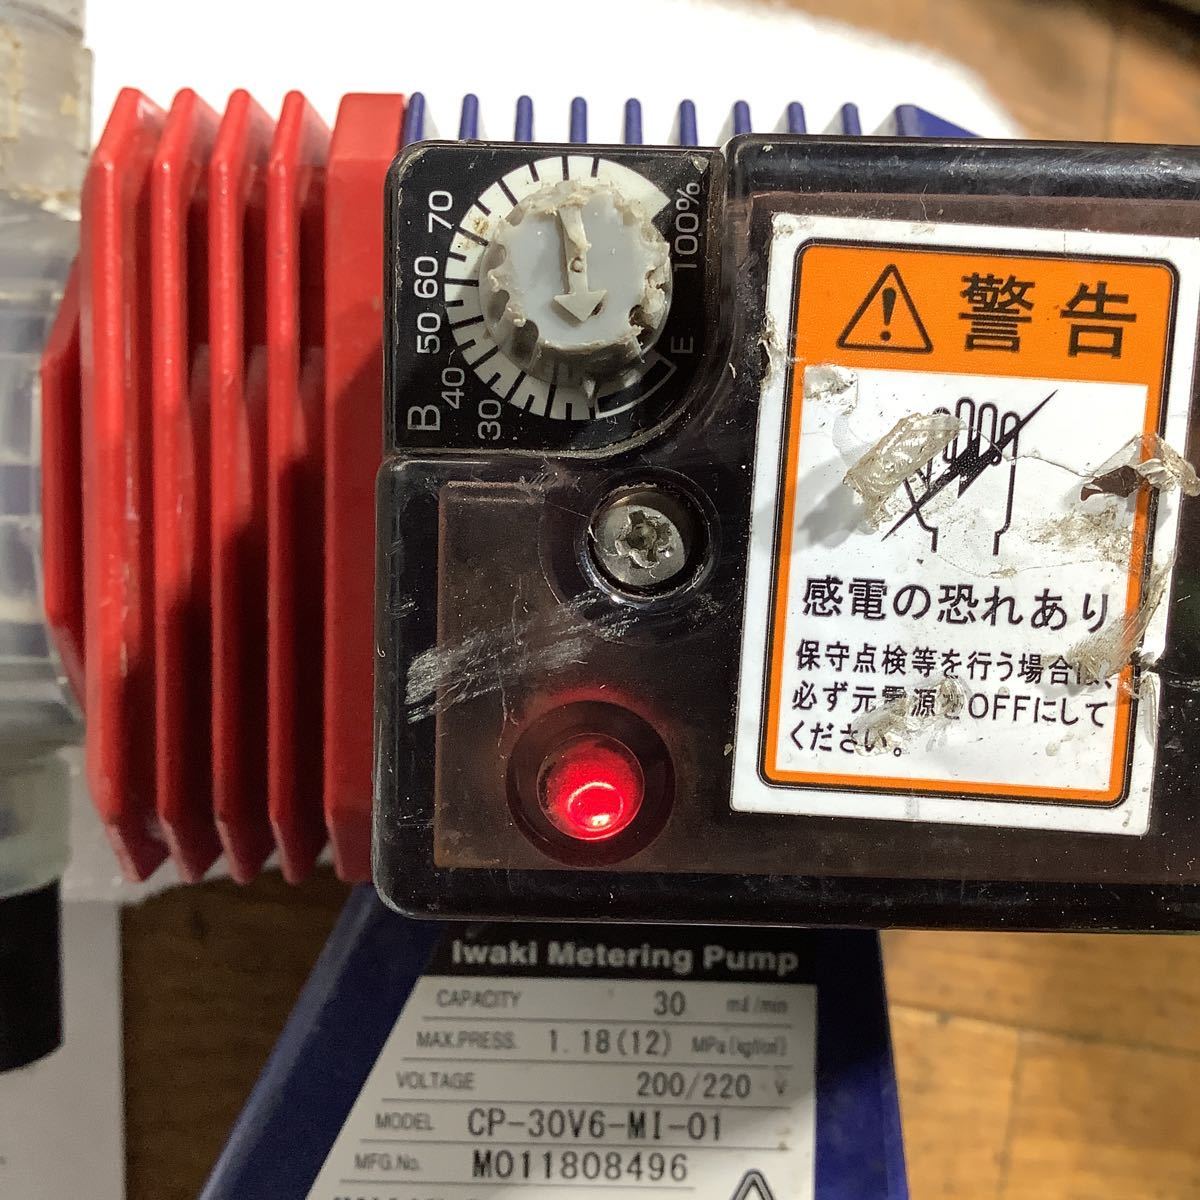 100%
70
60
50
40
30
B
E
警告
感電の恐れあり
保守点検等を行う場合は、
必ず元電源をOFFにして
ください。
Iwaki Metering Pump
CAPACITY 30 mℓ/min
MAX.PRESS. 1.18(12) MPa(kgf/cm²)
VOLTAGE 200/220 V
MODEL CP-30V6-MI-01
MFG.No. M011808496